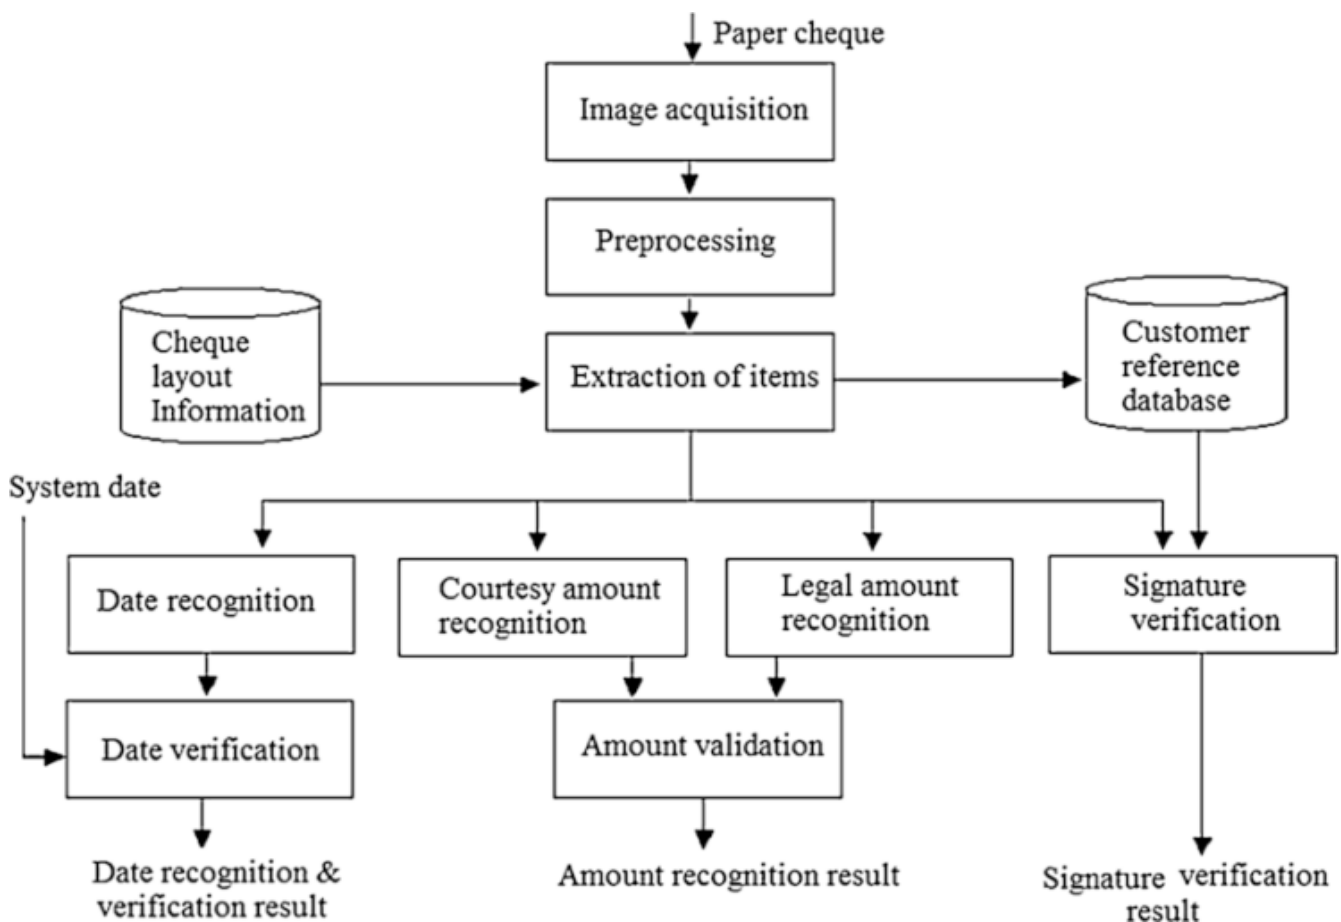 Paper cheque
Image acquisition
Preprocessing
Cheque
layout
Information
Extraction of items
Customer
reference
database
System date
Date recognition
Courtesy amount
recognition
Legal amount
recognition
Signature
verification
Date verification
Amount validation
Date recognition &
verification result
Amount recognition result
Signature verification
result